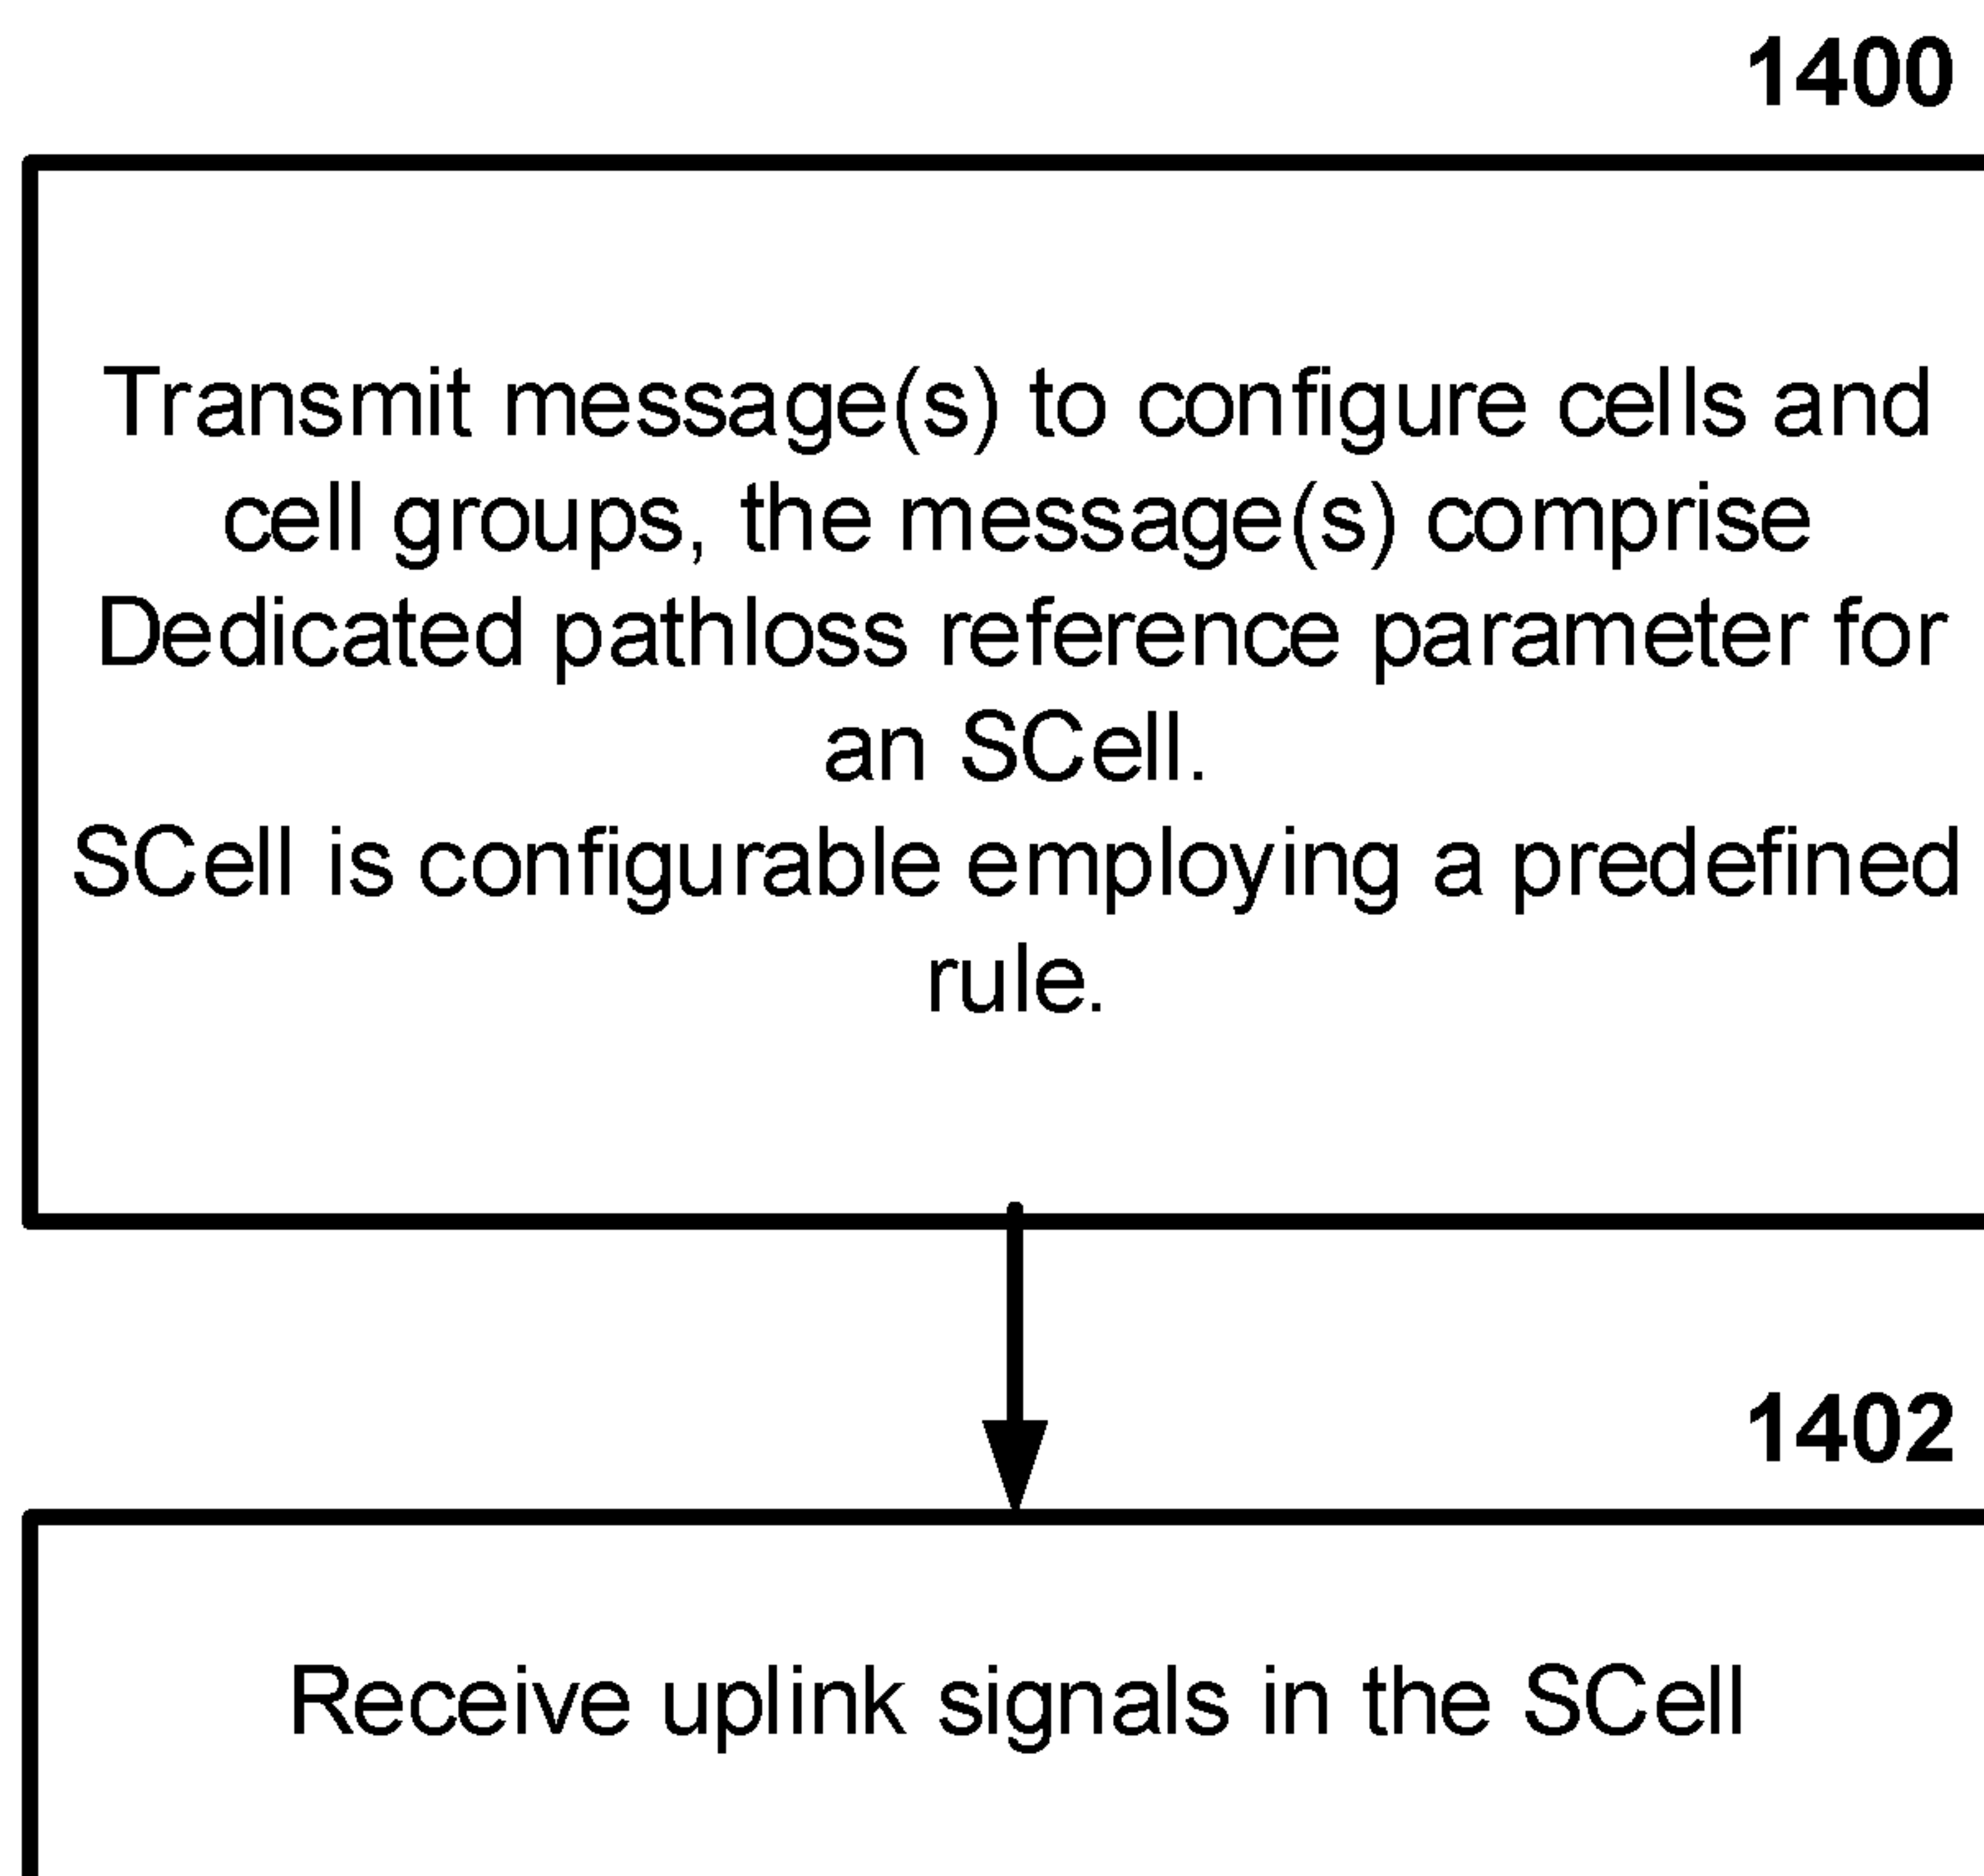 1400
Transmit message(s) to configure cells and
cell groups, the message(s) comprise
Dedicated pathloss reference parameter for
an SCell.
SCell is configurable employing a predefined
rule.
1402
Receive uplink signals in the SCell